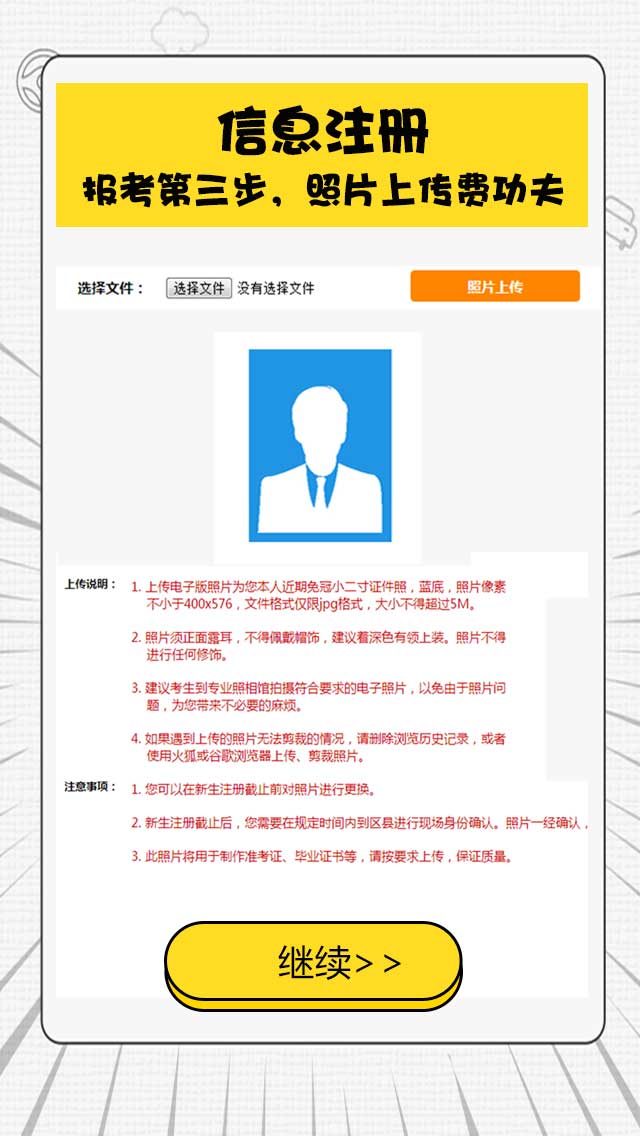 信息注册
报考第三步，照片上传费功夫
选择文件： 选择文件 没有选择文件 照片上传
上传说明： 1. 上传电子版照片为您本人近期免冠小二寸证件照，蓝底，照片像素
不小于400x576，文件格式仅限jpg格式，大小不得超过5M。
2. 照片须正面露耳，不得佩戴帽饰，建议着深色有领上装。照片不得
进行任何修饰。
3. 建议考生到专业照相馆拍摄符合要求的电子照片，以免由于照片问
题，为您带来不必要的麻烦。
4. 如果遇到上传的照片无法剪裁的情况，请删除浏览历史记录，或者
使用火狐或谷歌浏览器上传、剪裁照片。
注意事项： 1. 您可以在新生注册截止前对照片进行更换。
2. 新生注册截止后，您需要在规定时间内到区县进行现场身份确认。照片一经确认，
3. 此照片将用于制作准考证、毕业证书等，请按要求上传，保证质量。
继续>>